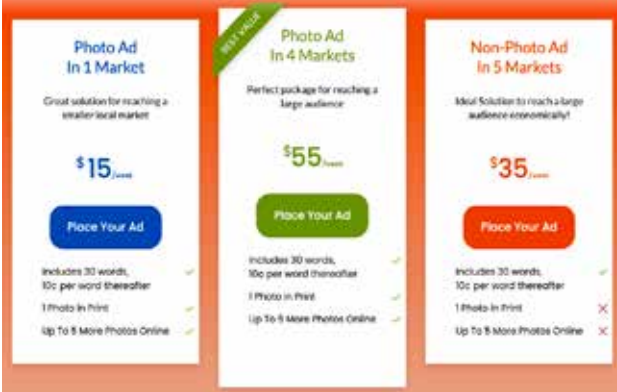 Photo Ad
In 1 Market
Great solution for reaching a
smaller local market
$15/week
Place Your Ad
Includes 30 words,
10c per word thereafter
1 Photo in Print
Up To 5 More Photos Online
BEST VALUE
Photo Ad
In 4 Markets
Perfect package for reaching a
large audience
$55/week
Place Your Ad
Includes 30 words,
10c per word thereafter
1 Photo in Print
Up To 5 More Photos Online
Non-Photo Ad
In 5 Markets
Ideal Solution to reach a large
audience economically!
$35/week
Place Your Ad
Includes 30 words,
10c per word thereafter
1 Photo in Print
Up To 5 More Photos Online